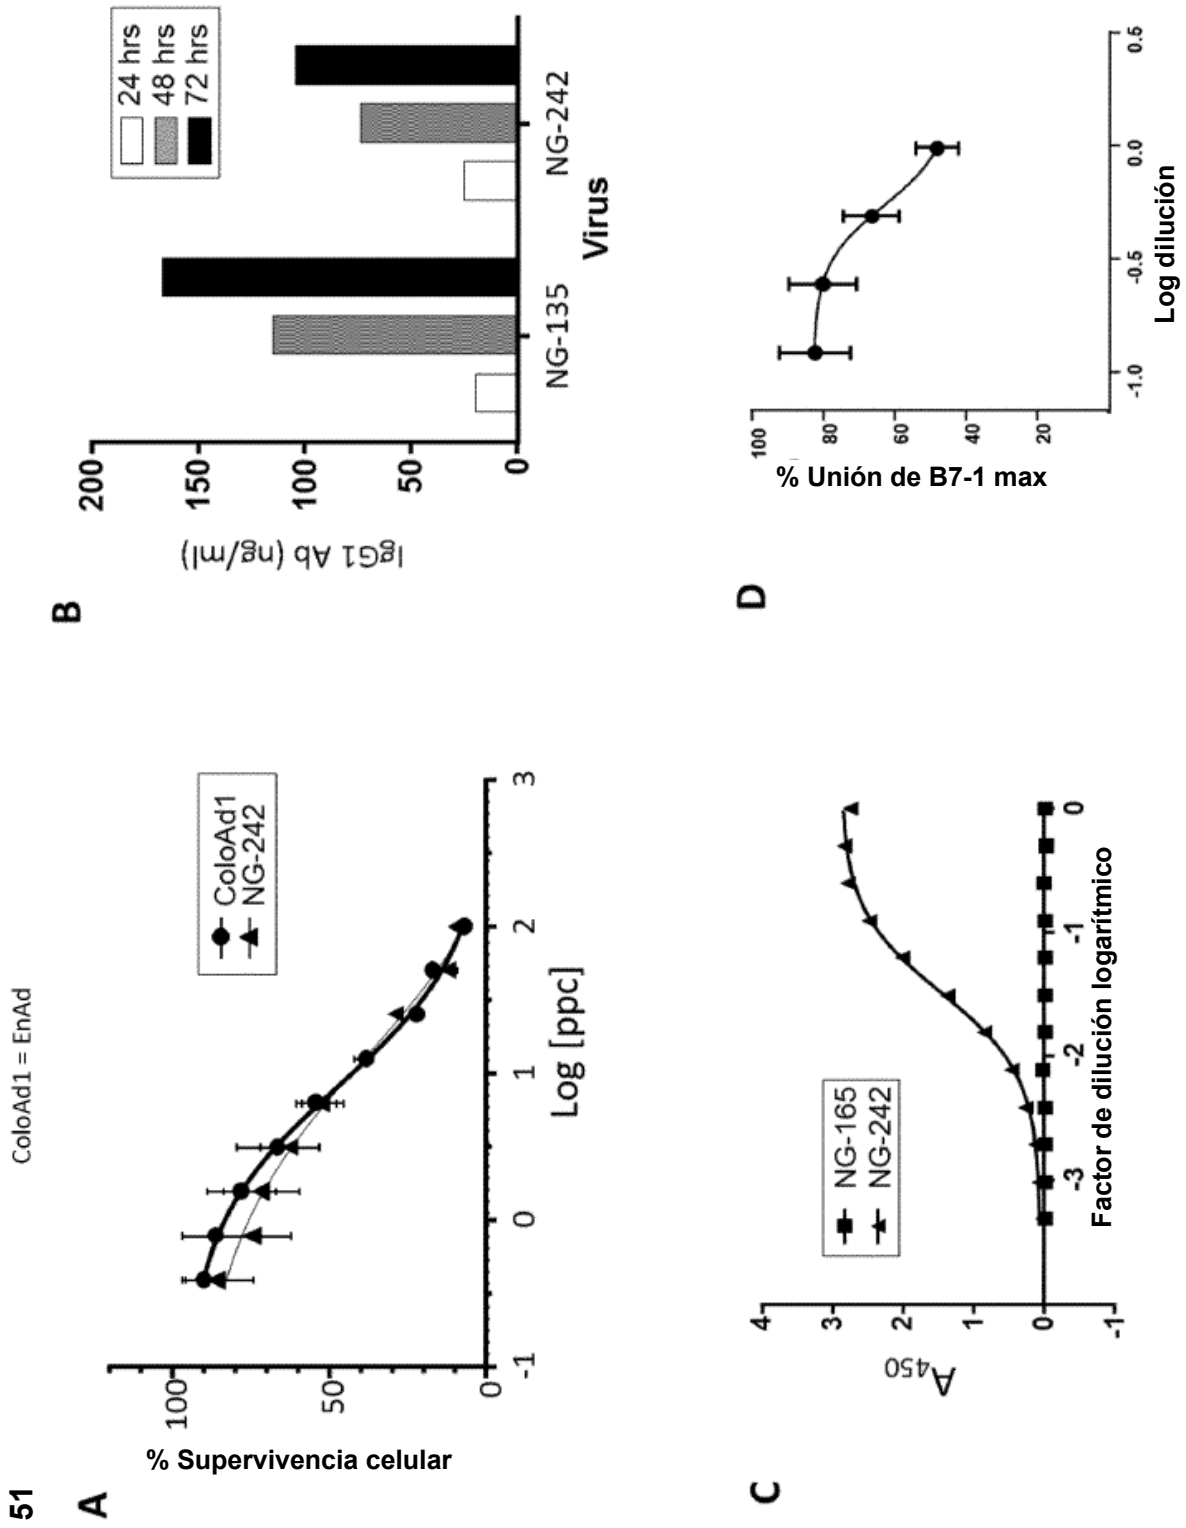 51
ColoAd1 = EnAd
A
% Supervivencia celular
100
50
0
-1
0
1
2
3
Log [ppc]
ColoAd1
NG-242
B
IgG1 Ab (ng/ml)
200
150
100
50
0
NG-135
NG-242
Virus
24 hrs
48 hrs
72 hrs
C
A450
4
3
2
1
0
-1
-3
-2
-1
0
Factor de dilución logarítmico
NG-165
NG-242
D
% Unión de B7-1 max
100
80
60
40
20
-1.0
-0.5
0.0
0.5
Log dilución